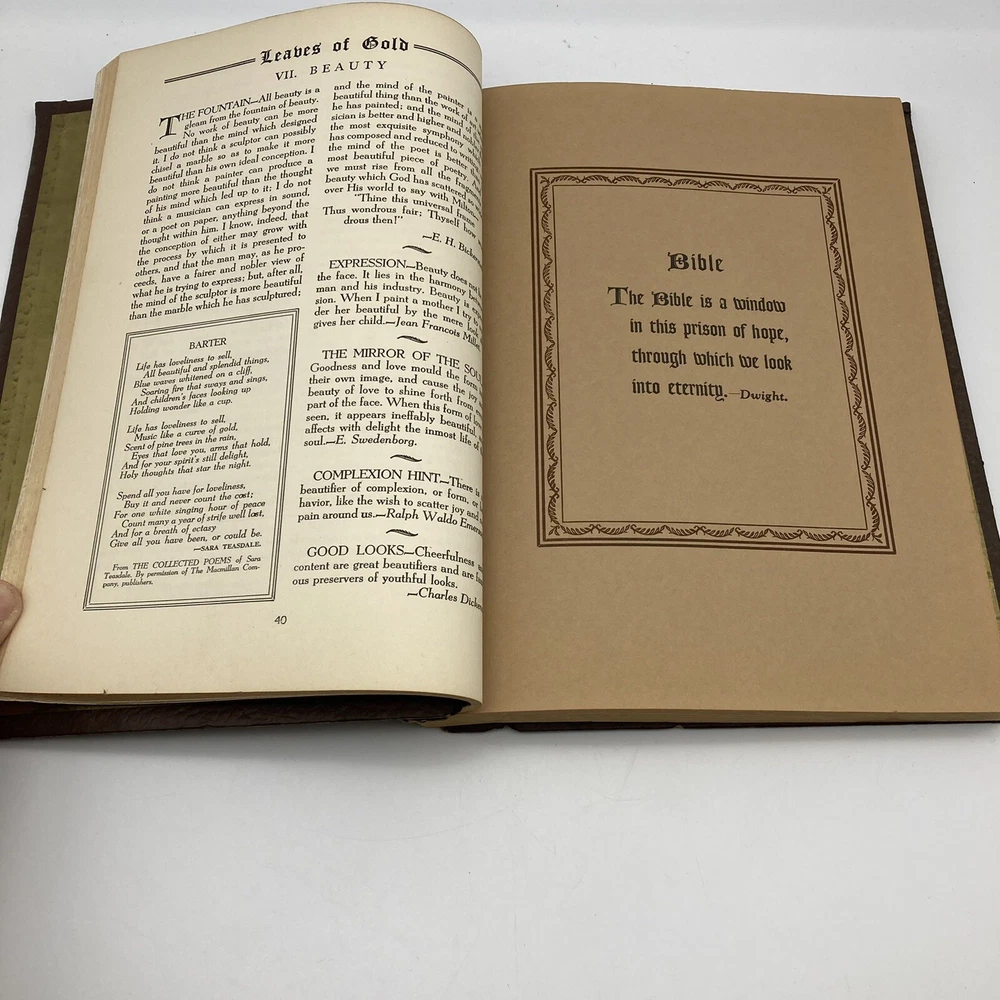 Leaves of Gold
VII. BEAUTY
THE FOUNTAIN—All beauty is a
gleam from the fountain of beauty.
No work of beauty can be more
beautiful than the mind which designed
it. I do not think a sculptor can possibly
chisel a marble so as to make it more
beautiful than his own ideal conception. I
do not think a painter can produce a
painting more beautiful than the thought
of his mind which led up to it; I do not
think a musician can express in sound,
or a poet on paper, anything beyond the
thought within him. I know, indeed, that
the conception of either may grow with
the process by which it is presented to
others, and that the man may, as he pro-
ceeds, have a fairer and nobler view of
what he is trying to express; but, after all,
the mind of the sculptor is more beautiful
than the marble which he has sculptured;
BARTER
Life has loveliness to sell,
All beautiful and splendid things,
Blue waves whitened on a cliff,
Soaring fire that sways and sings,
And children's faces looking up
Holding wonder like a cup.
Life has loveliness to sell,
Music like a curve of gold,
Scent of pine trees in the rain,
Eyes that love you, arms that hold,
And for your spirit's still delight,
Holy thoughts that star the night.
Spend all you have for loveliness,
Buy it and never count the cost;
For one white singing hour of peace
Count many a year of strife well lost,
And for a breath of ecstasy
Give all you have been, or could be.
—SARA TEASDALE.
From THE COLLECTED POEMS of Sara
Teasdale. By permission of The Macmillan Com-
pany, publishers.
and the mind of the painter is a
beautiful thing than the work of
he has painted; and the mind of
sician is better and higher and
the most exquisite symphony
has composed and reduced to
the mind of the poet is better
most beautiful piece of poetry.
we must rise from all the
beauty which God has scattered so
over His world to say with
"Thine this universal
Thus wondrous fair; Thyself how
drous then!"
—E. H.
EXPRESSION—Beauty does not
the face. It lies in the harmony
man and his industry. Beauty is
sion. When I paint a mother I try to
der her beautiful by the mere
gives her child.—Jean Francois
THE MIRROR OF THE
Goodness and love mould the form
their own image, and cause the joy
beauty of love to shine forth from
part of the face. When this form of
seen, it appears ineffably beautiful
affects with delight the inmost life of
soul.—E. Swedenborg.
COMPLEXION HINT—There is
beautifier of complexion, or form, or
havior, like the wish to scatter joy and
pain around us.—Ralph Waldo
GOOD LOOKS—Cheerfulness
content are great beautifiers and are
ous preservers of youthful looks.
—Charles
40
Bible
The Bible is a window
in this prison of hope,
through which we look
into eternity.—Dwight.